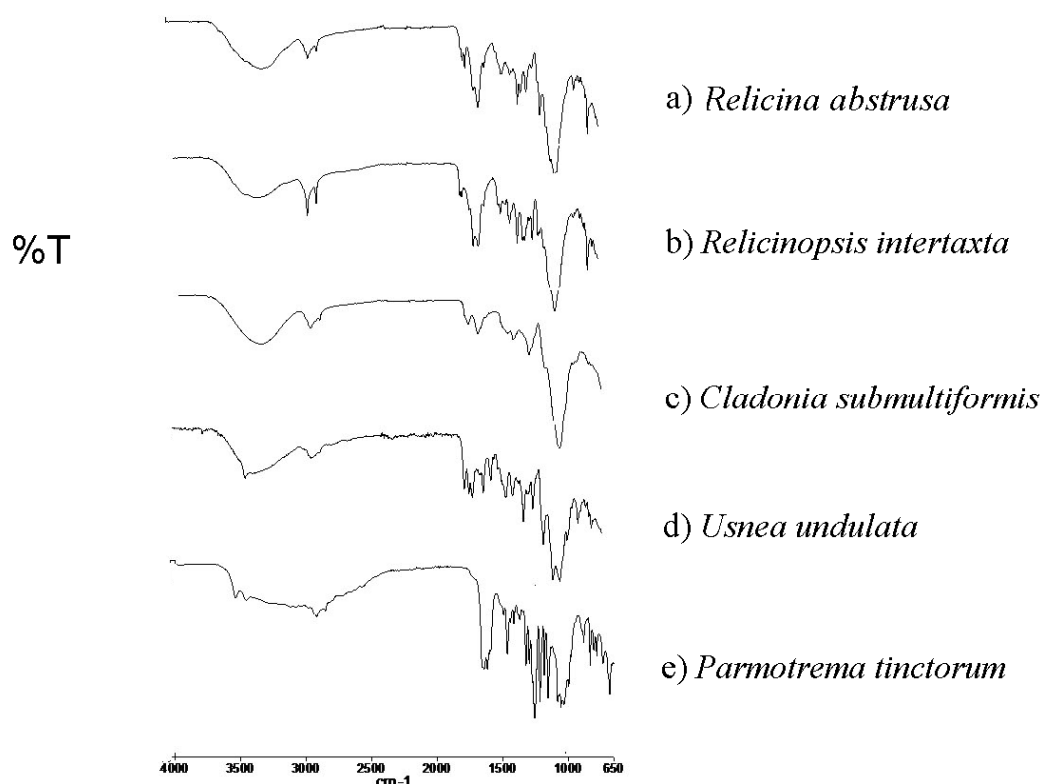 a) Relicina abstrusa
b) Relicinopsis intertaxta
%T
c) Cladonia submultiformis
d) Usnea undulata
e) Parmotrema tinctorum
4000 3500 3000 2500 2000 1500 1000 650
cm-1